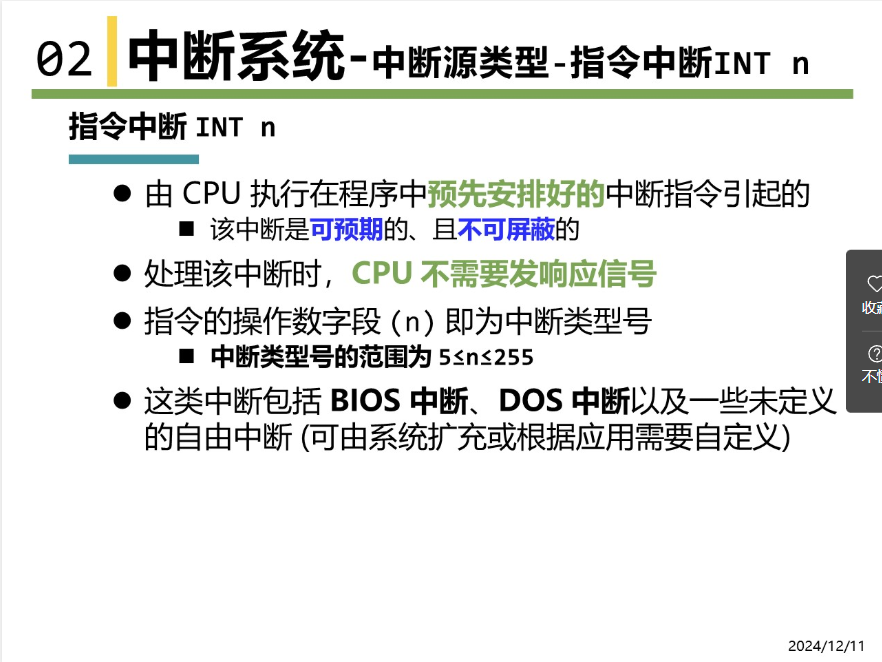 02 中断系统-中断源类型-指令中断INT n
指令中断 INT n
● 由 CPU 执行在程序中预先安排好的中断指令引起的
■ 该中断是可预期的、且不可屏蔽的
● 处理该中断时，CPU 不需要发响应信号
● 指令的操作数字段 (n) 即为中断类型号
■ 中断类型号的范围为 5≤n≤255
● 这类中断包括 BIOS 中断、DOS 中断以及一些未定义
的自由中断 (可由系统扩充或根据应用需要自定义)
收
不
2024/12/11